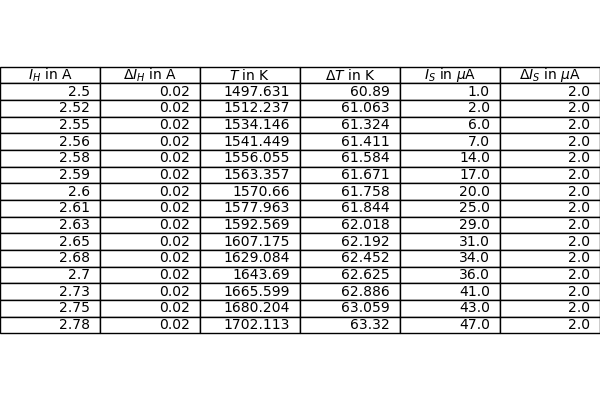 I_H in A ΔI_H in A T in K ΔT in K I_S in μA ΔI_S in μA
2.5 0.02 1497.631 60.89 1.0 2.0
2.52 0.02 1512.237 61.063 2.0 2.0
2.55 0.02 1534.146 61.324 6.0 2.0
2.56 0.02 1541.449 61.411 7.0 2.0
2.58 0.02 1556.055 61.584 14.0 2.0
2.59 0.02 1563.357 61.671 17.0 2.0
2.6 0.02 1570.66 61.758 20.0 2.0
2.61 0.02 1577.963 61.844 25.0 2.0
2.63 0.02 1592.569 62.018 29.0 2.0
2.65 0.02 1607.175 62.192 31.0 2.0
2.68 0.02 1629.084 62.452 34.0 2.0
2.7 0.02 1643.69 62.625 36.0 2.0
2.73 0.02 1665.599 62.886 41.0 2.0
2.75 0.02 1680.204 63.059 43.0 2.0
2.78 0.02 1702.113 63.32 47.0 2.0